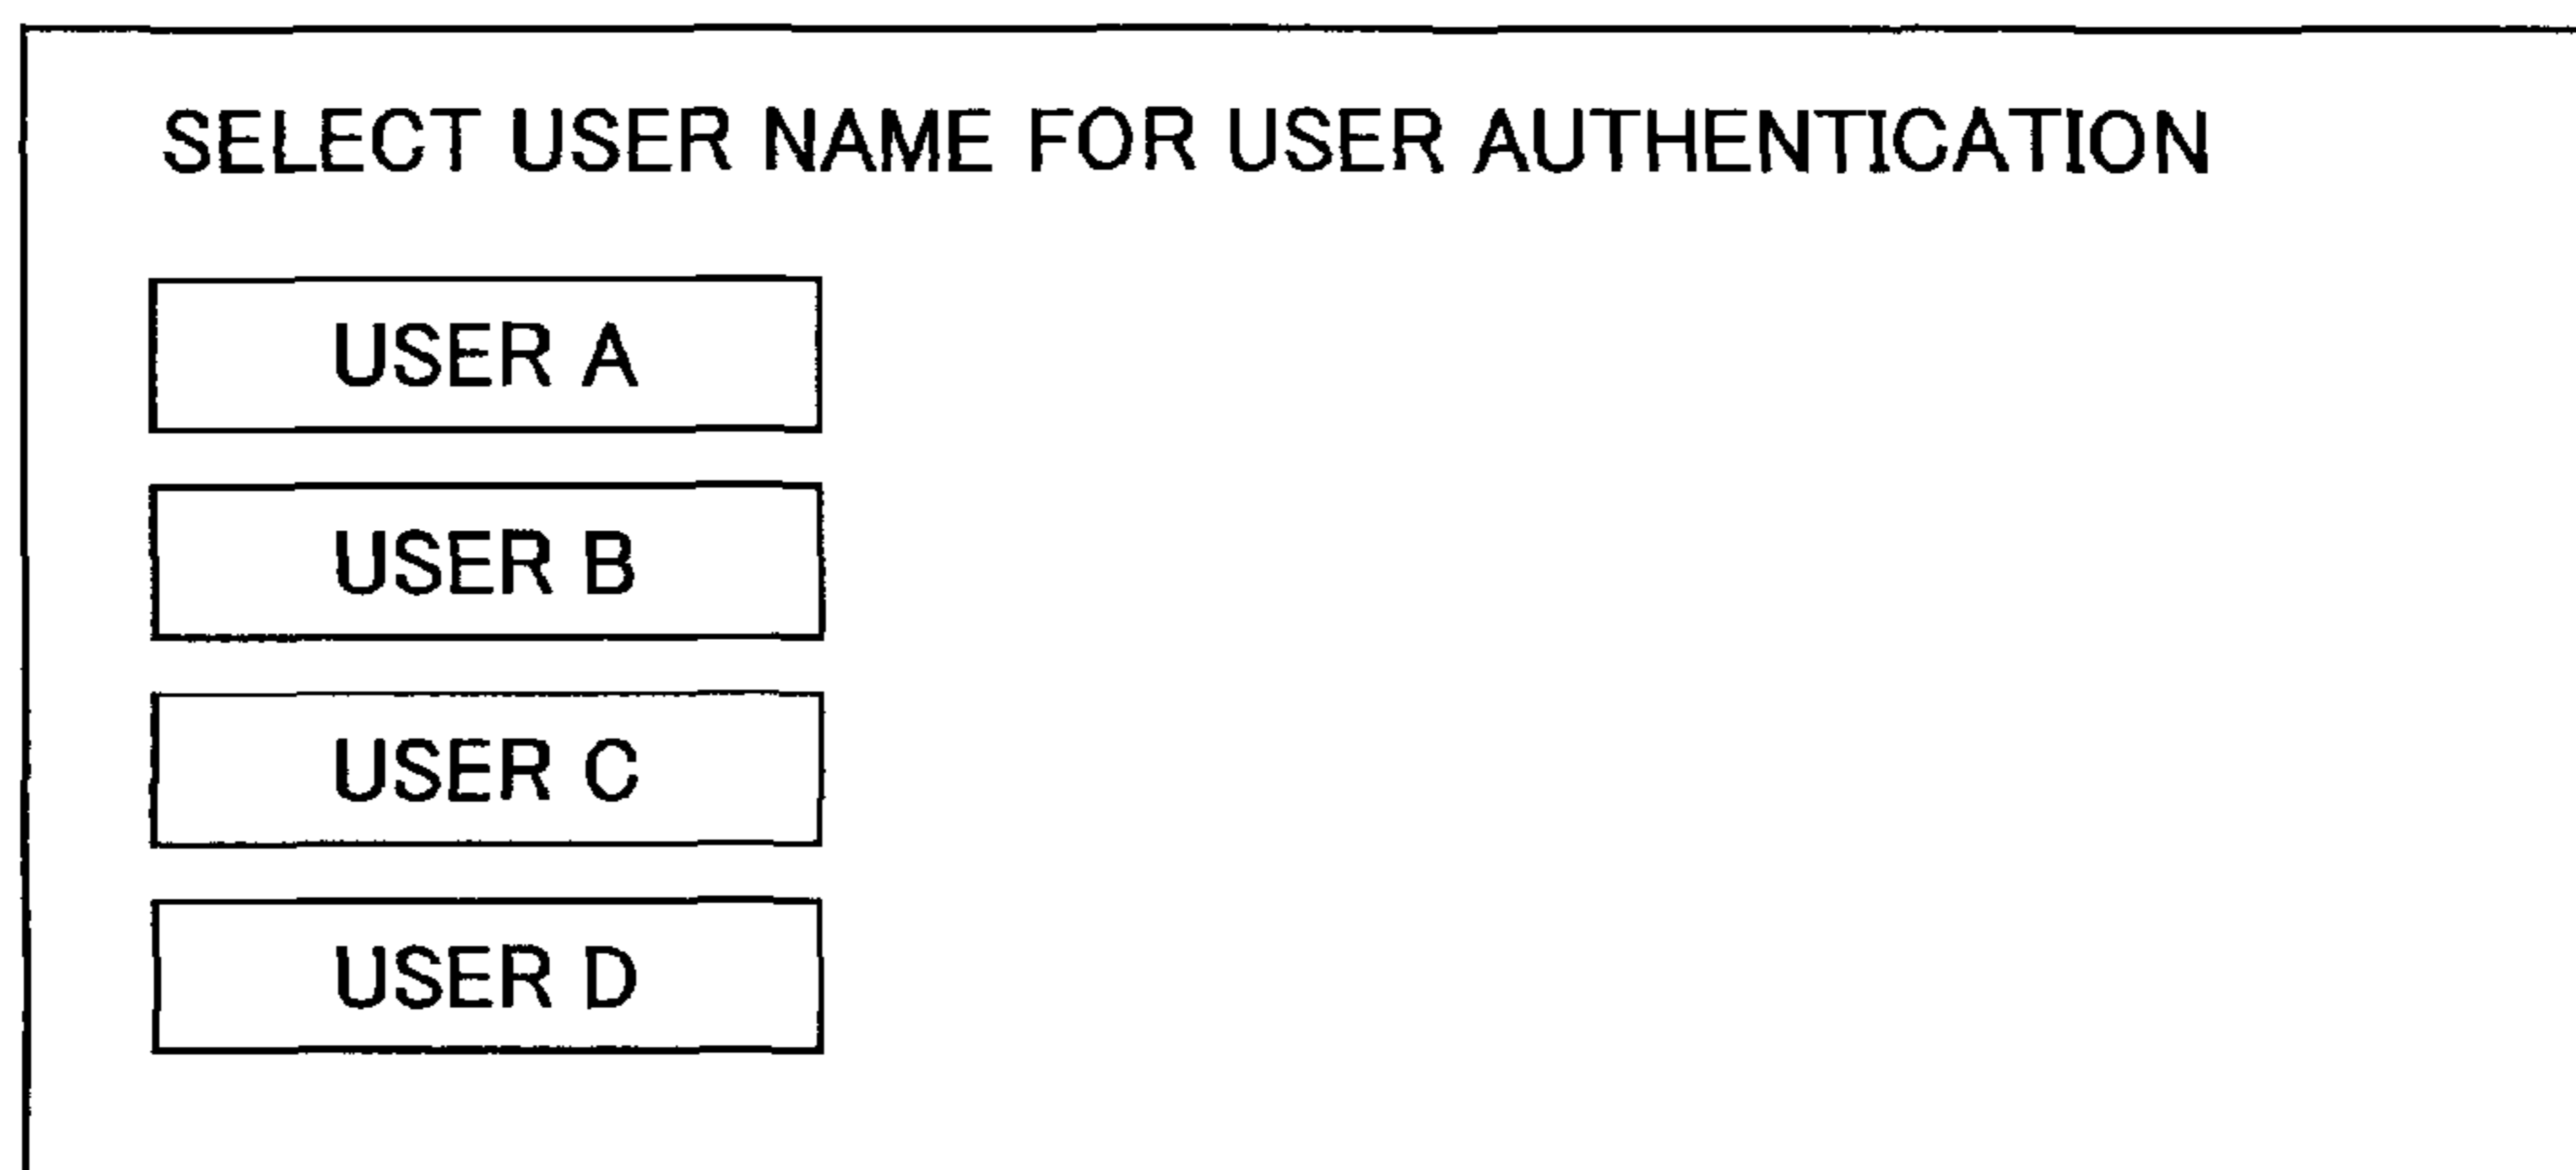 SELECT USER NAME FOR USER AUTHENTICATION
USER A
USER B
USER C
USER D